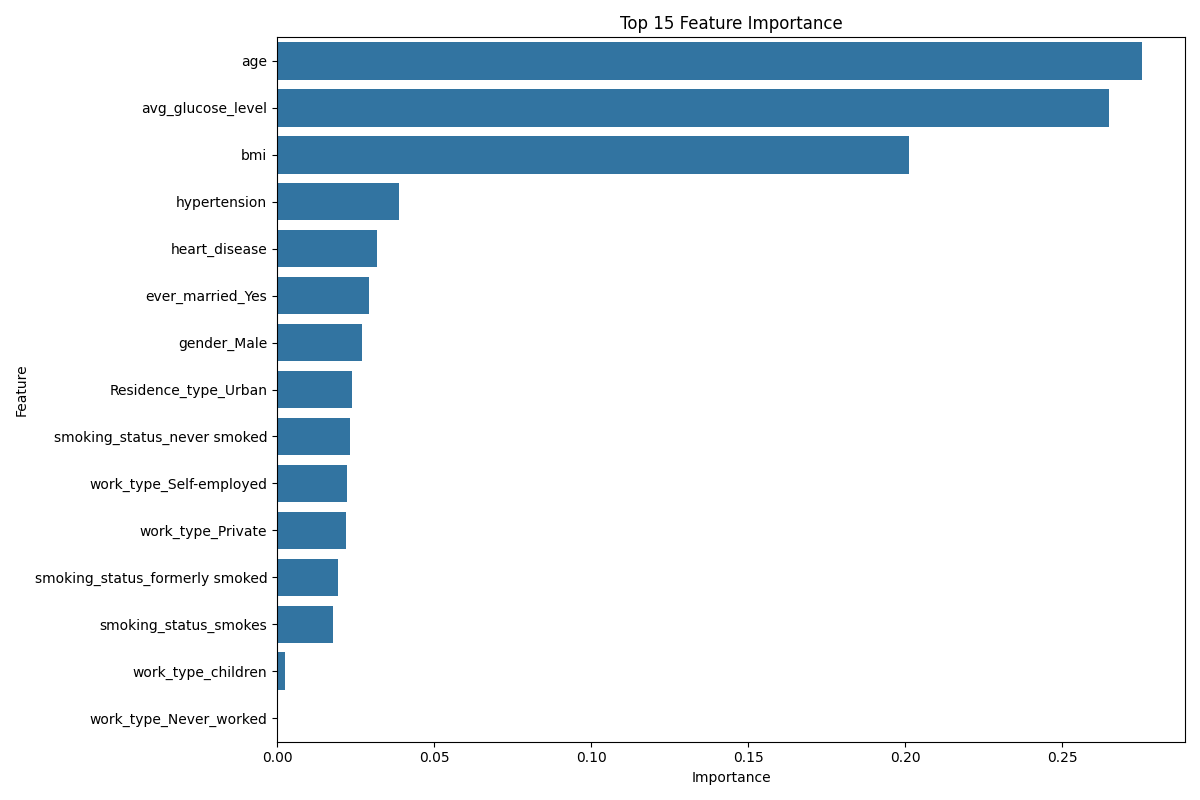 Top 15 Feature Importance
age
avg_glucose_level
bmi
hypertension
heart_disease
ever_married_Yes
gender_Male
Residence_type_Urban
smoking_status_never smoked
work_type_Self-employed
work_type_Private
smoking_status_formerly smoked
smoking_status_smokes
work_type_children
work_type_Never_worked
Feature
0.00 0.05 0.10 0.15 0.20 0.25
Importance